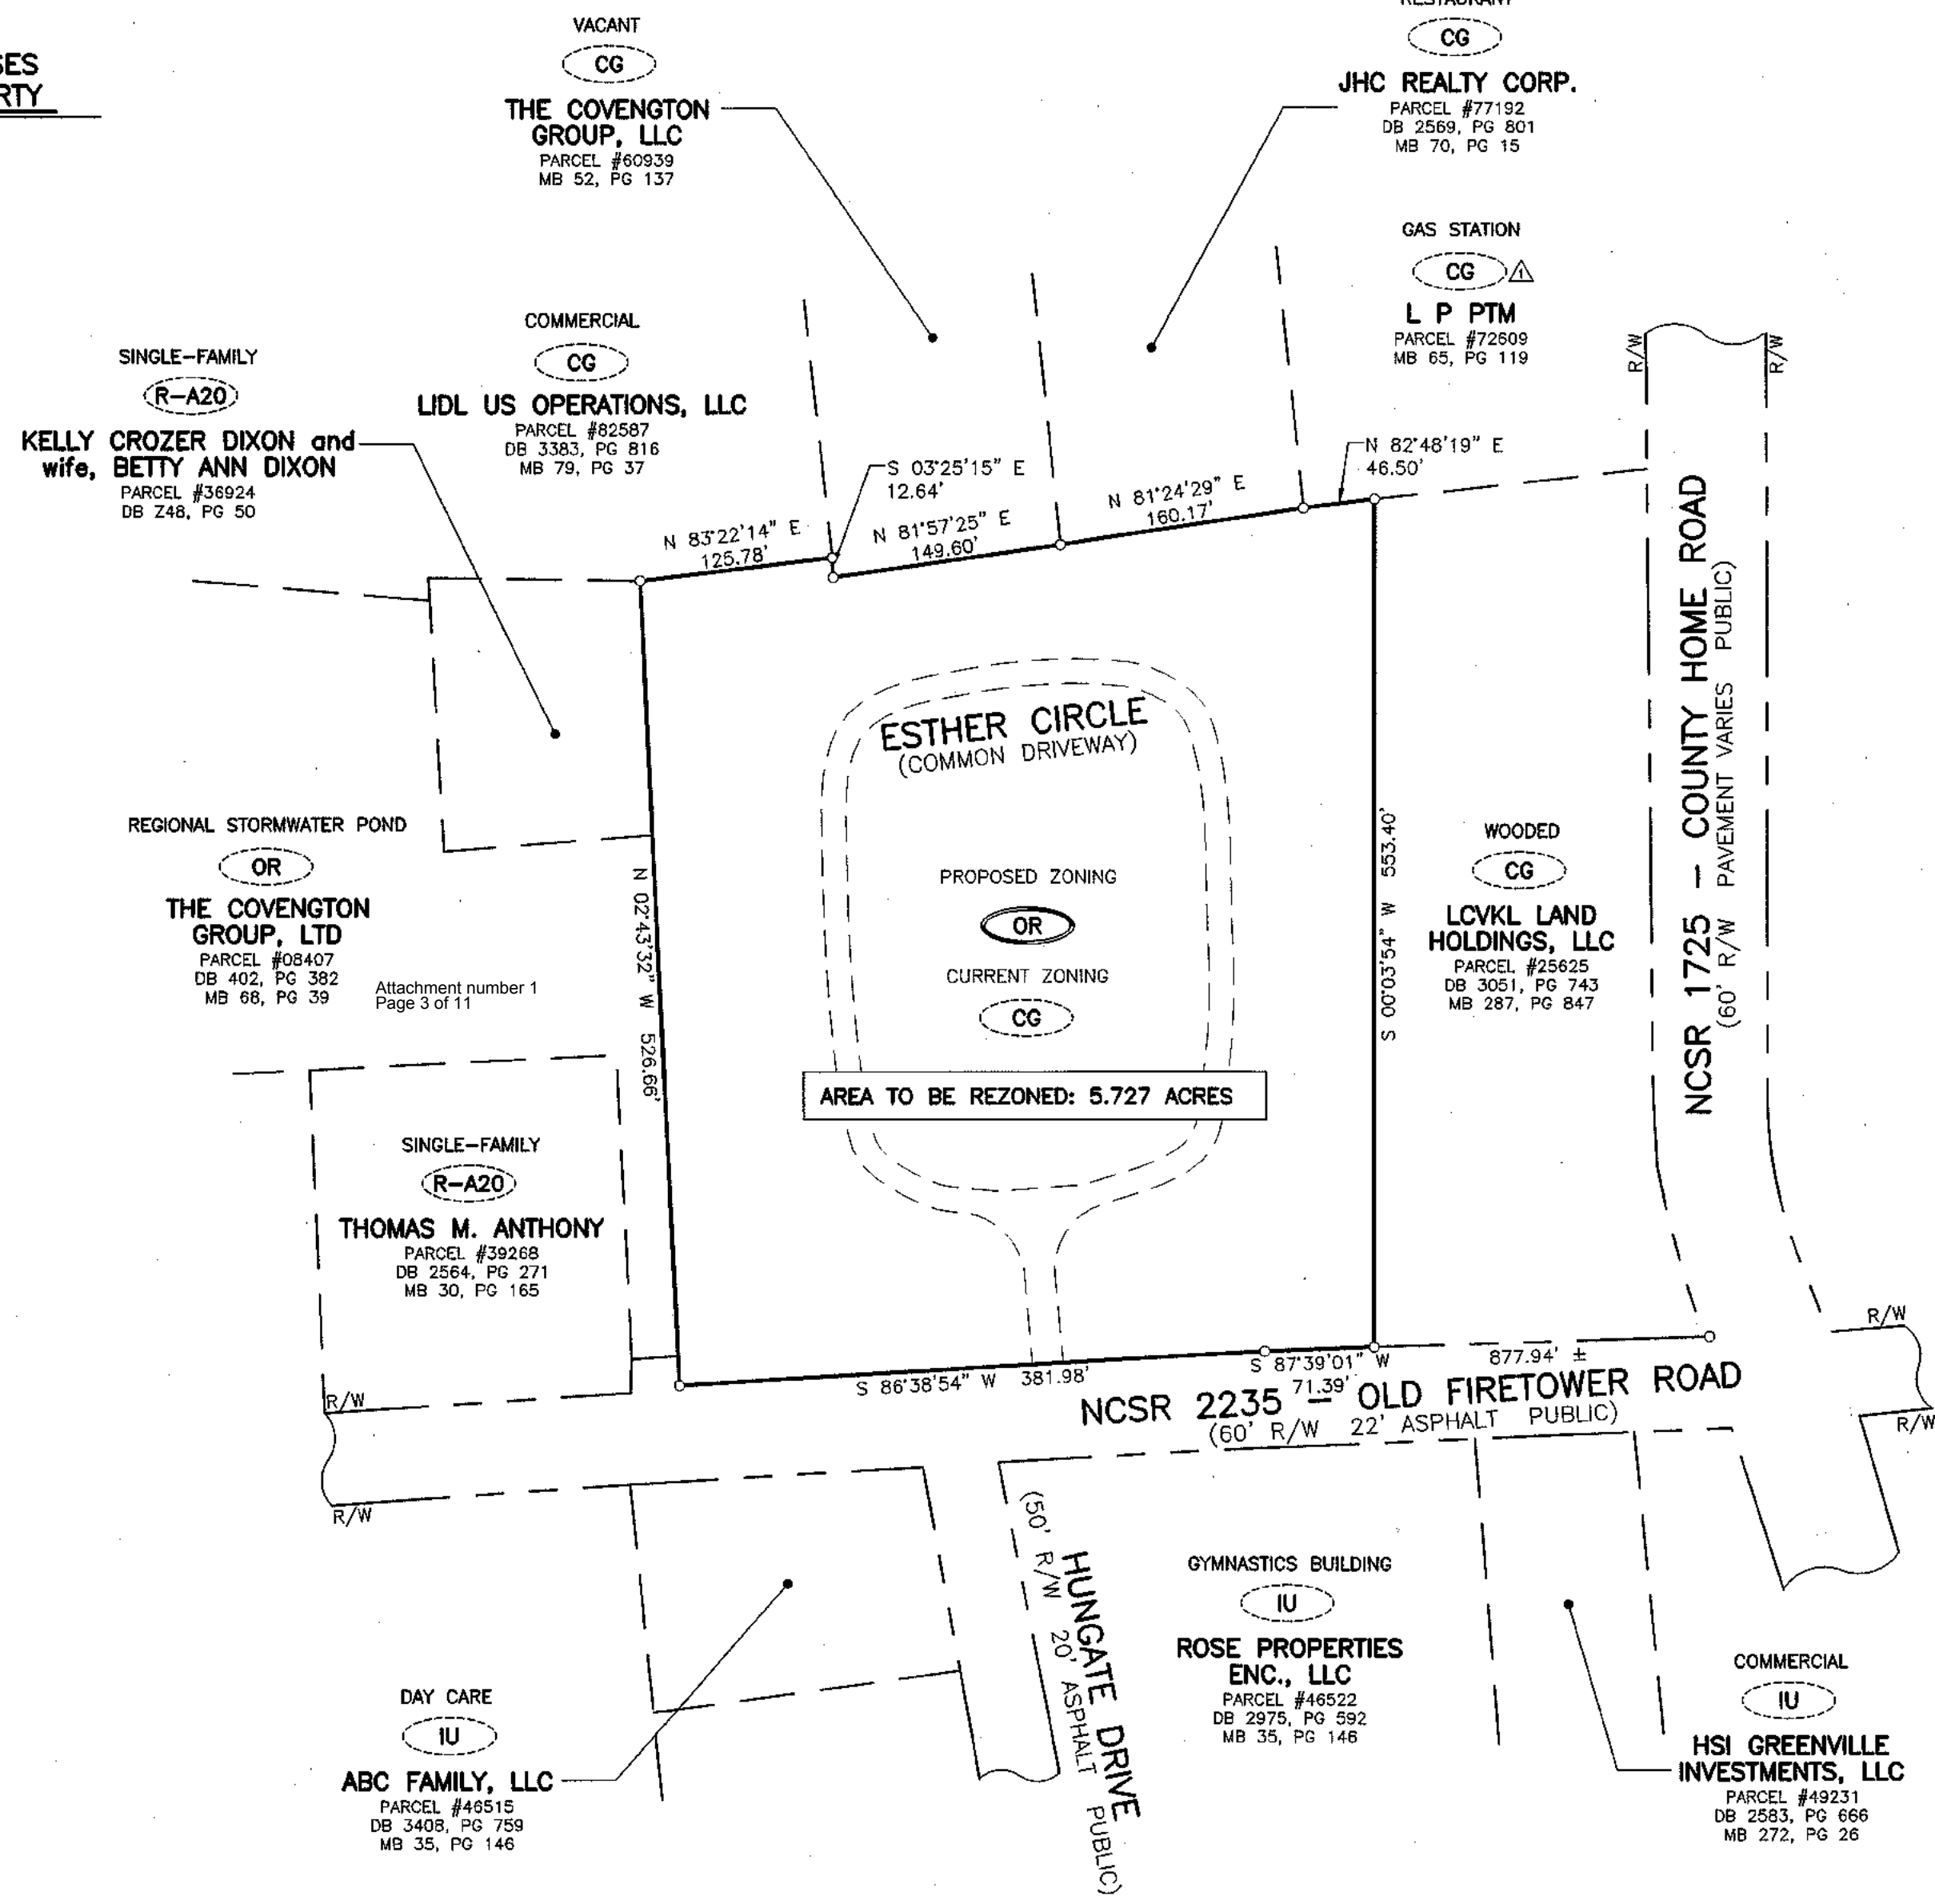 SES
RTY
VACANT
CG
THE COVENGTON
GROUP, LLC
PARCEL #60939
MB 52, PG 137
RESTAURANT
CG
JHC REALTY CORP.
PARCEL #77192
DB 2569, PG 801
MB 70, PG 15
GAS STATION
CG
1
L P PTM
PARCEL #72609
MB 65, PG 119
COMMERCIAL
CG
LIDL US OPERATIONS, LLC
PARCEL #82587
DB 3383, PG 816
MB 79, PG 37
SINGLE-FAMILY
R-A20
KELLY CROZER DIXON and
wife, BETTY ANN DIXON
PARCEL #36924
DB Z48, PG 50
R/W
R/W
S 03°25'15" E
12.64'
N 82°48'19" E
46.50'
N 83°22'14" E
125.78'
N 81°57'25" E
149.60'
N 81°24'29" E
160.17'
ESTHER CIRCLE
(COMMON DRIVEWAY)
PROPOSED ZONING
OR
CURRENT ZONING
CG
AREA TO BE REZONED: 5.727 ACRES
N 02°43'32" W 526.66'
S 00°03'54" W 553.40'
REGIONAL STORMWATER POND
OR
THE COVENGTON
GROUP, LTD
PARCEL #08407
DB 402, PG 382
MB 68, PG 39
Attachment number 1
Page 3 of 11
WOODED
CG
LCVKL LAND
HOLDINGS, LLC
PARCEL #25625
DB 3051, PG 743
MB 287, PG 847
NCSR 1725 - COUNTY HOME ROAD
(60' R/W PAVEMENT VARIES PUBLIC)
SINGLE-FAMILY
R-A20
THOMAS M. ANTHONY
PARCEL #39268
DB 2564, PG 271
MB 30, PG 165
R/W
R/W
R/W
R/W
S 86°38'54" W 381.98'
S 87°39'01" W
71.39'
877.94' ±
NCSR 2235 - OLD FIRETOWER ROAD
(60' R/W 22' ASPHALT PUBLIC)
HUNGATE DRIVE
(50' R/W 20' ASPHALT PUBLIC)
GYMNASTICS BUILDING
IU
ROSE PROPERTIES
ENC., LLC
PARCEL #46522
DB 2975, PG 592
MB 35, PG 146
DAY CARE
IU
ABC FAMILY, LLC
PARCEL #46515
DB 3408, PG 759
MB 35, PG 146
COMMERCIAL
IU
HSI GREENVILLE
INVESTMENTS, LLC
PARCEL #49231
DB 2583, PG 666
MB 272, PG 26